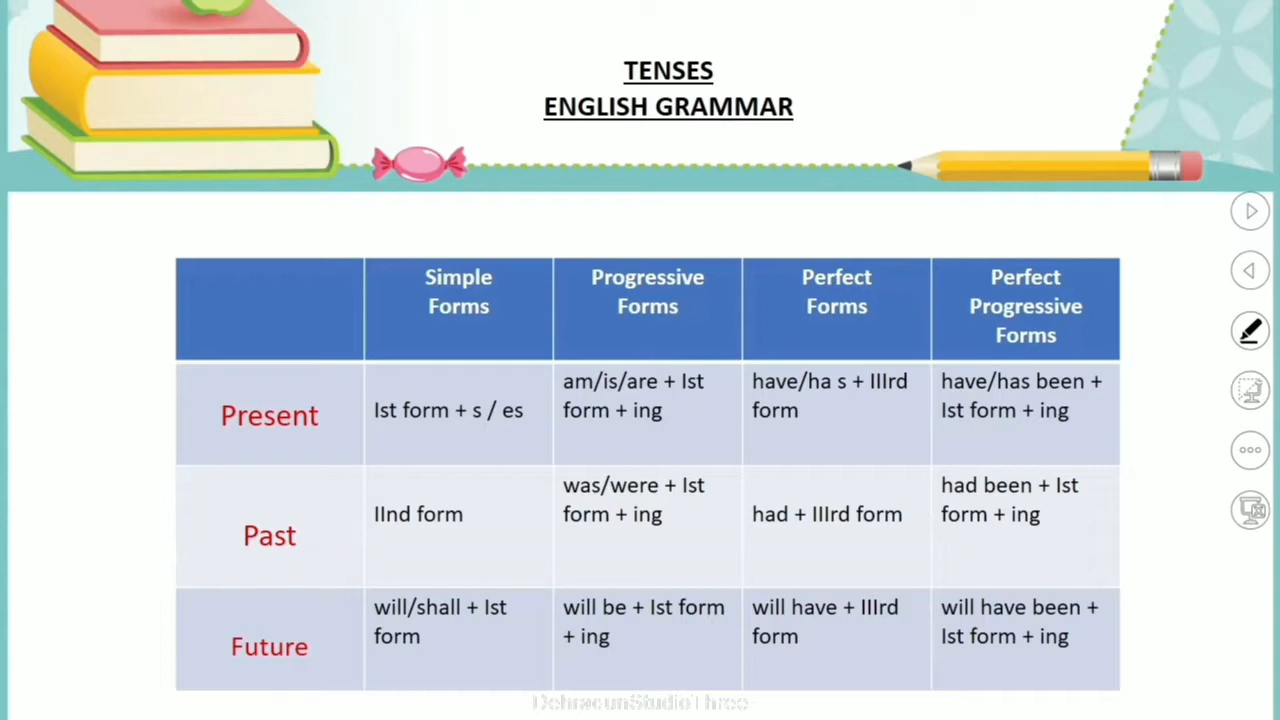 TENSES
ENGLISH GRAMMAR
Simple
Forms
Progressive
Forms
Perfect
Forms
Perfect
Progressive
Forms
Present
Ist form + s / es
am/is/are + Ist
form + ing
have/ha s + IIIrd
form
have/has been +
Ist form + ing
Past
IInd form
was/were + Ist
form + ing
had + IIIrd form
had been + Ist
form + ing
Future
will/shall + Ist
form
will be + Ist form
+ ing
will have + IIIrd
form
will have been +
Ist form + ing
DehradunStudioThree